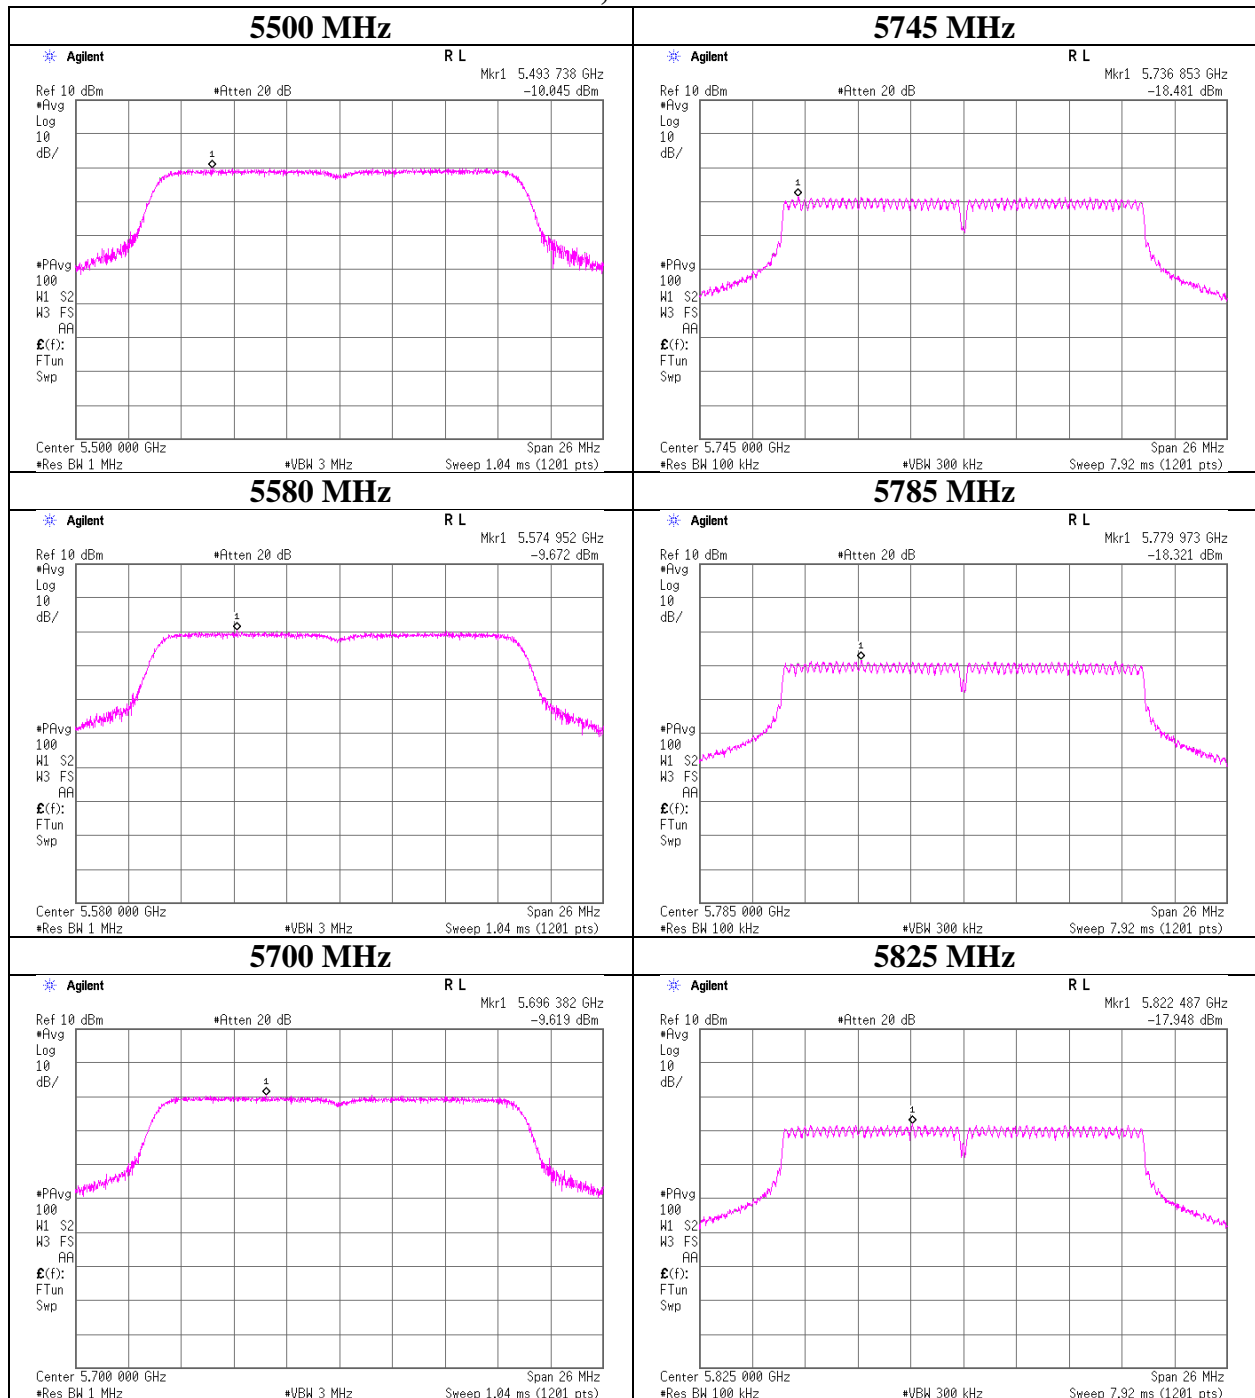 5500 MHz
Agilent R L
Mkr1 5.493 738 GHz
Ref 10 dBm #Atten 20 dB -10.045 dBm
#Avg
Log
10
dB/
1
#PAvg
100
W1 S2
W3 FS
AA
£(f):
FTun
Swp
Center 5.500 000 GHz Span 26 MHz
#Res BW 1 MHz #VBW 3 MHz Sweep 1.04 ms (1201 pts)
5745 MHz
Agilent R L
Mkr1 5.736 853 GHz
Ref 10 dBm #Atten 20 dB -18.481 dBm
#Avg
Log
10
dB/
1
#PAvg
100
W1 S2
W3 FS
AA
£(f):
FTun
Swp
Center 5.745 000 GHz Span 26 MHz
#Res BW 100 kHz #VBW 300 kHz Sweep 7.92 ms (1201 pts)
5580 MHz
Agilent R L
Mkr1 5.574 952 GHz
Ref 10 dBm #Atten 20 dB -9.672 dBm
#Avg
Log
10
dB/
1
#PAvg
100
W1 S2
W3 FS
AA
£(f):
FTun
Swp
Center 5.580 000 GHz Span 26 MHz
#Res BW 1 MHz #VBW 3 MHz Sweep 1.04 ms (1201 pts)
5785 MHz
Agilent R L
Mkr1 5.779 973 GHz
Ref 10 dBm #Atten 20 dB -18.321 dBm
#Avg
Log
10
dB/
1
#PAvg
100
W1 S2
W3 FS
AA
£(f):
FTun
Swp
Center 5.785 000 GHz Span 26 MHz
#Res BW 100 kHz #VBW 300 kHz Sweep 7.92 ms (1201 pts)
5700 MHz
Agilent R L
Mkr1 5.696 382 GHz
Ref 10 dBm #Atten 20 dB -9.619 dBm
#Avg
Log
10
dB/
1
#PAvg
100
W1 S2
W3 FS
AA
£(f):
FTun
Swp
Center 5.700 000 GHz Span 26 MHz
#Res BW 1 MHz #VBW 3 MHz Sweep 1.04 ms (1201 pts)
5825 MHz
Agilent R L
Mkr1 5.822 487 GHz
Ref 10 dBm #Atten 20 dB -17.948 dBm
#Avg
Log
10
dB/
1
#PAvg
100
W1 S2
W3 FS
AA
£(f):
FTun
Swp
Center 5.825 000 GHz Span 26 MHz
#Res BW 100 kHz #VBW 300 kHz Sweep 7.92 ms (1201 pts)